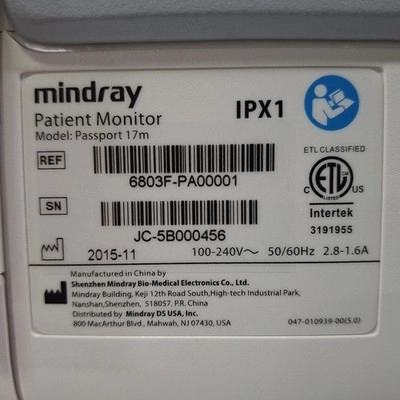 mindray
IPX1
Patient Monitor
Model: Passport 17m
ETL CLASSIFIED
REF
6803F-PA00001
C ETL US
LISTED
Intertek
3191955
SN
JC-5B000456
2015-11 100-240V~ 50/60Hz 2.8-1.6A
Manufactured in China by
Shenzhen Mindray Bio-Medical Electronics Co., Ltd.
Mindray Building, Keji 12th Road South,High-tech Industrial Park,
Nanshan,Shenzhen, 518057, P.R. China
Distributed by Mindray DS USA, Inc.
800 MacArthur Blvd., Mahwah, NJ 07430, USA
047-010939-00(5.0)